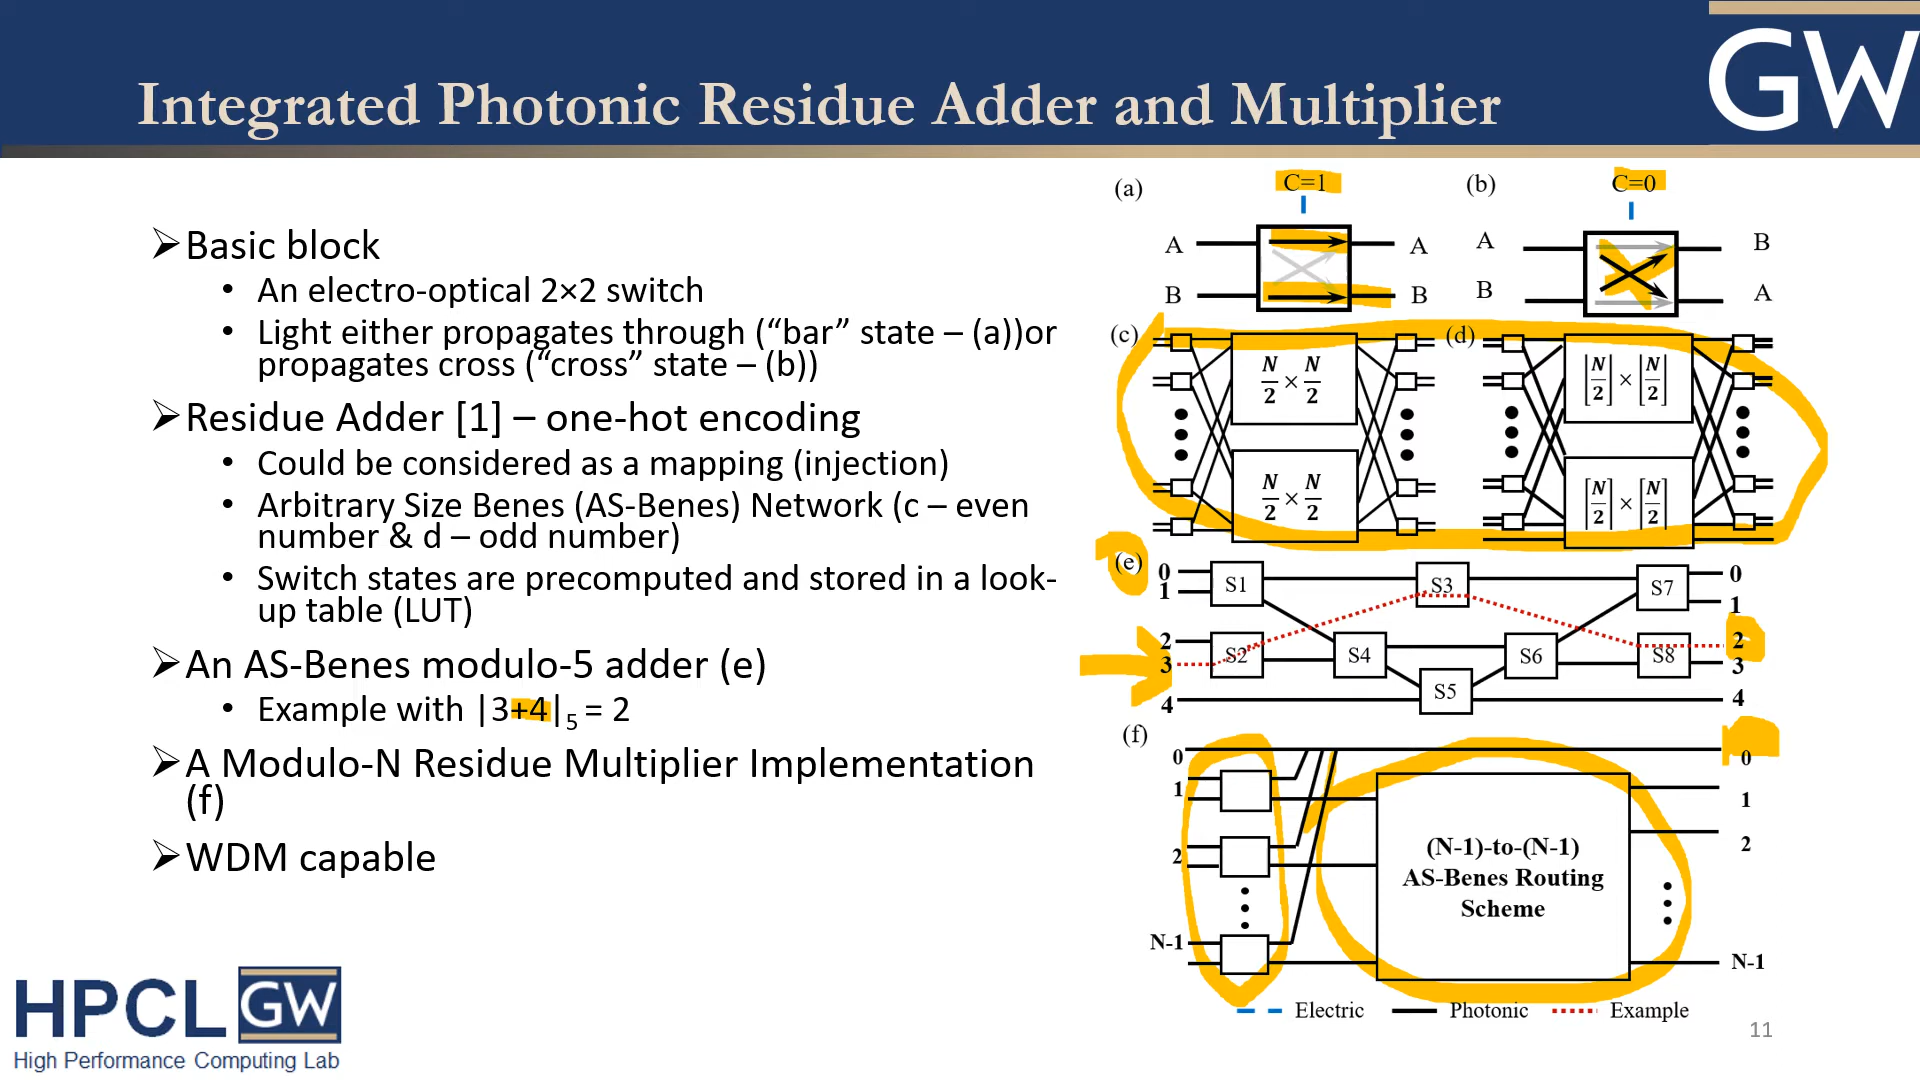 Integrated Photonic Residue Adder and Multiplier
GW
➢Basic block
• An electro-optical 2×2 switch
• Light either propagates through (“bar” state – (a))or
propagates cross (“cross” state – (b))
➢Residue Adder [1] – one-hot encoding
• Could be considered as a mapping (injection)
• Arbitrary Size Benes (AS-Benes) Network (c – even
number & d – odd number)
• Switch states are precomputed and stored in a look-
up table (LUT)
➢An AS-Benes modulo-5 adder (e)
• Example with |3+4|₅ = 2
➢A Modulo-N Residue Multiplier Implementation
(f)
➢WDM capable
(a) C=1
A A
B B
(b) C=0
A B
B A
(c)
N/2 × N/2
N/2 × N/2
(d)
⌊N/2⌋ × ⌊N/2⌋
⌈N/2⌉ × ⌈N/2⌉
(e)
0 S1 S3 S7 0
1 1
2 S2 S4 S6 S8 2
3 3
S5
4 4
(f)
0 0
1 1
2 2
(N-1)-to-(N-1)
AS-Benes Routing
Scheme
N-1 N-1
Electric Photonic Example
HPCL GW
High Performance Computing Lab
11